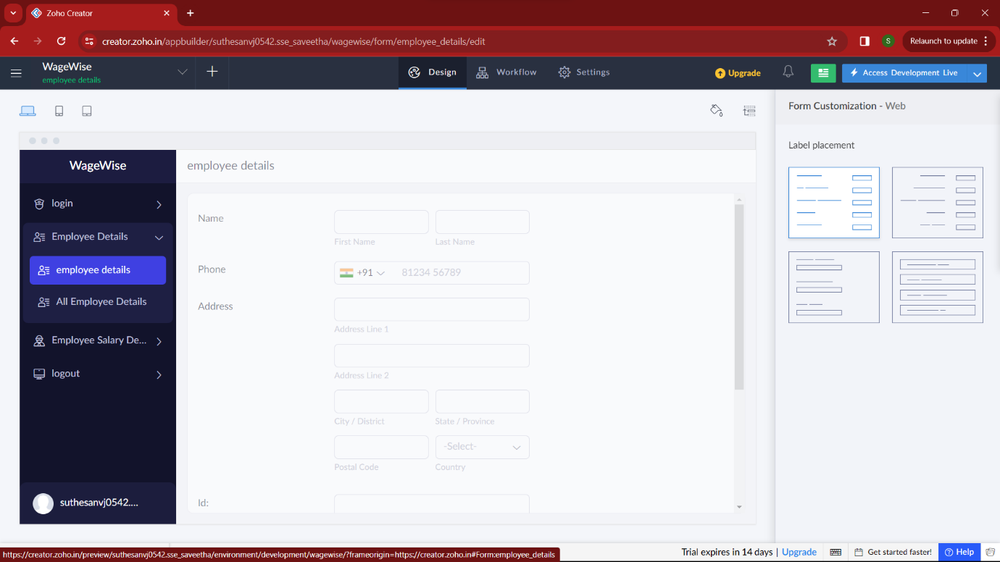 Zoho Creator
creator.zoho.in/appbuilder/suthesanvj0542.sse_saveetha/wagewise/form/employee_details/edit
S
Relaunch to update
WageWise
employee details
Design
Workflow
Settings
Upgrade
Access Development Live
Form Customization - Web
Label placement
WageWise
login
Employee Details
employee details
All Employee Details
Employee Salary De...
logout
suthesanvj0542....
employee details
Name
First Name
Last Name
Phone
+91
81234 56789
Address
Address Line 1
Address Line 2
City / District
State / Province
-Select-
Postal Code
Country
Id:
https://creator.zoho.in/preview/suthesanvj0542.sse_saveetha/environment/development/wagewise/?frameorigin=https://creator.zoho.in#Form:employee_details
Trial expires in 14 days | Upgrade
Get started faster!
Help